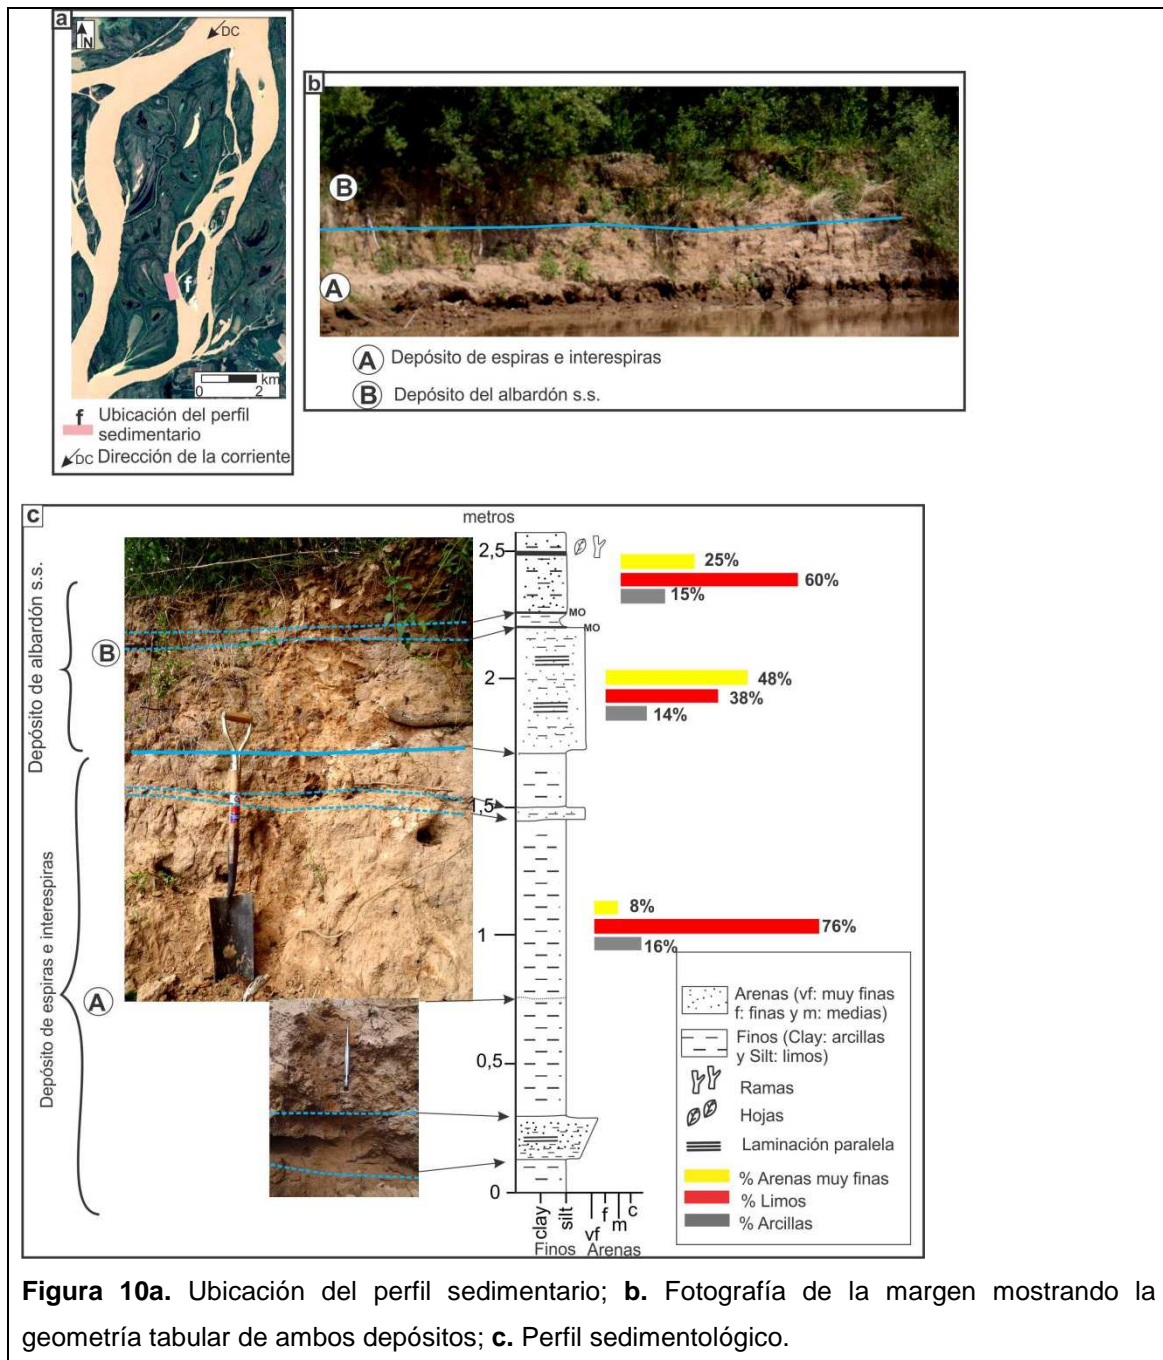 a
N
DC
f
km
0 2
f Ubicación del perfil
sedimentario
DC Dirección de la corriente
b
B
A
A Depósito de espiras e interespiras
B Depósito del albardón s.s.
c
metros
Depósito de albardón s.s.
B
Depósito de espiras e interespiras
A
2,5
MO
MO
2
1,5
1
0,5
0
25%
60%
15%
48%
38%
14%
8%
76%
16%
clay silt vf f m c
Finos Arenas
Arenas (vf: muy finas
f: finas y m: medias)
Finos (Clay: arcillas
y Silt: limos)
Ramas
Hojas
Laminación paralela
% Arenas muy finas
% Limos
% Arcillas
Figura 10a. Ubicación del perfil sedimentario; b. Fotografía de la margen mostrando la
geometría tabular de ambos depósitos; c. Perfil sedimentológico.